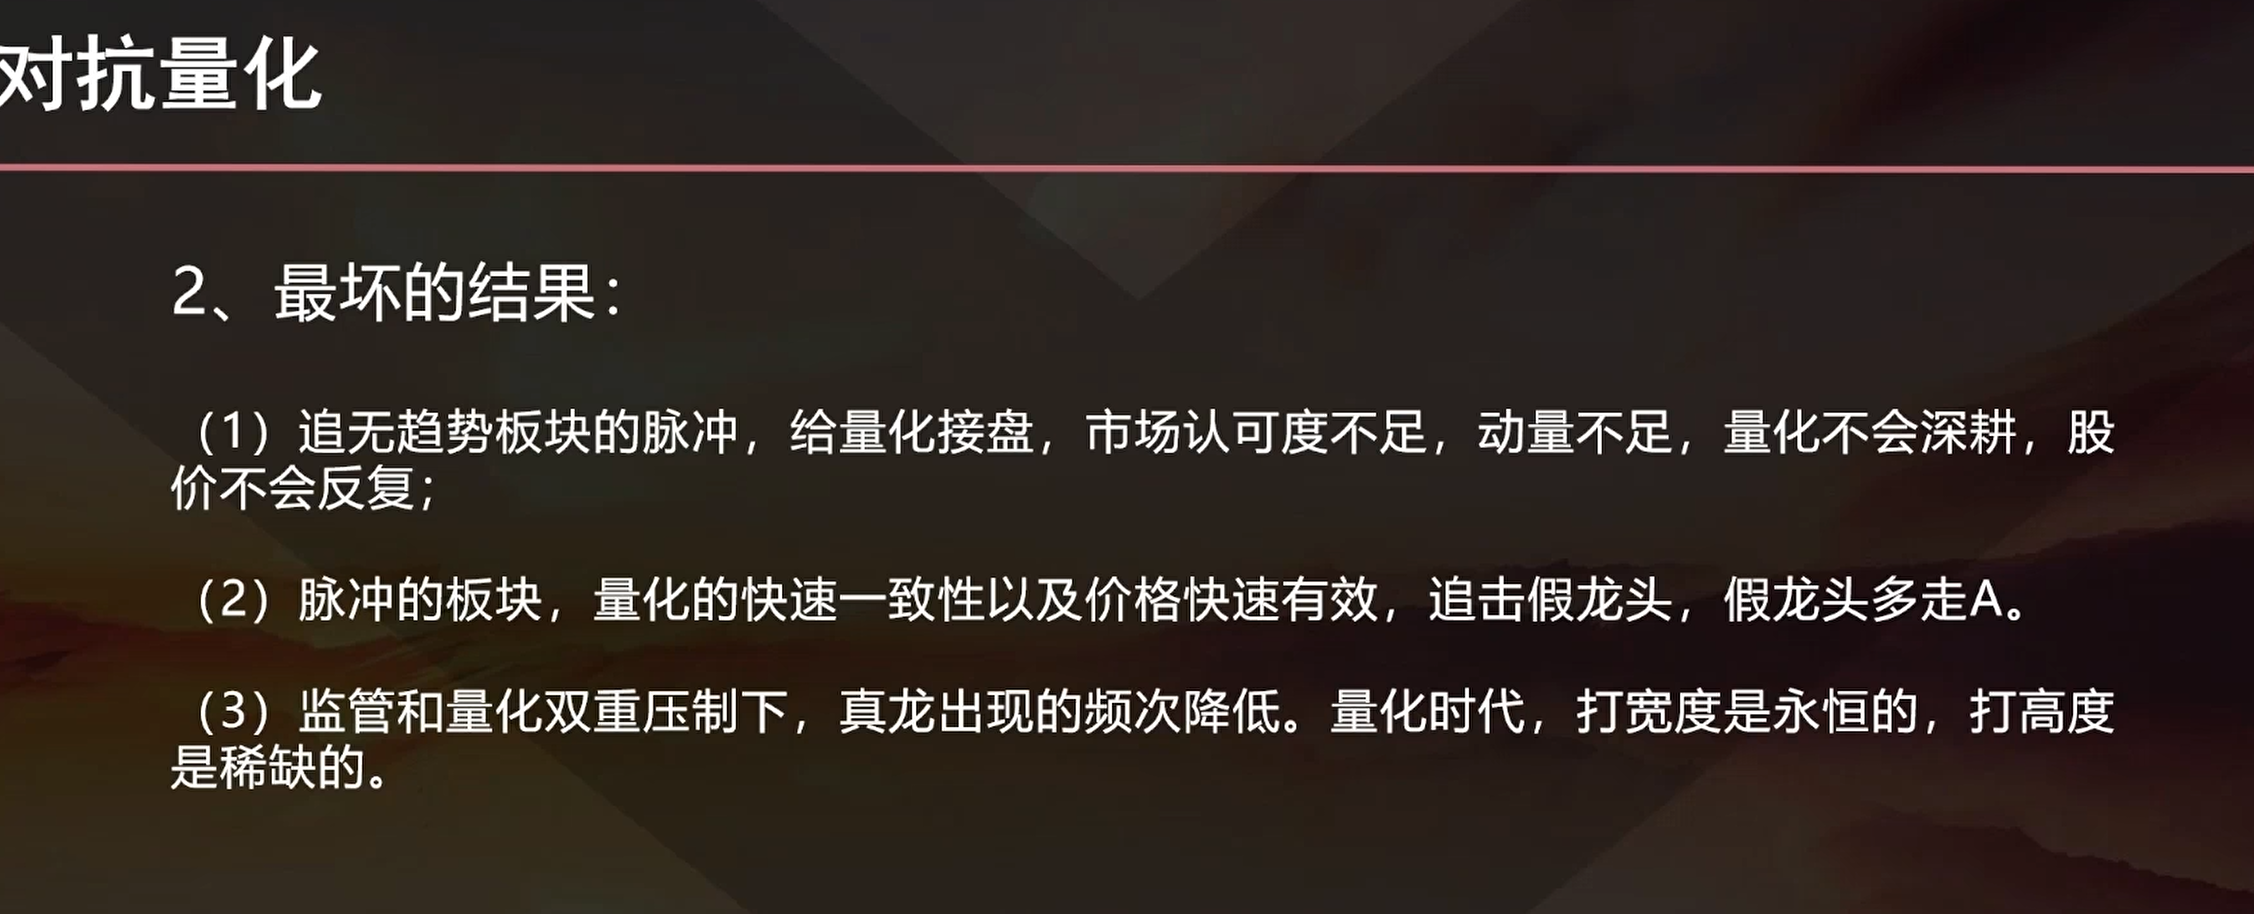 对抗量化
2、最坏的结果：
（1）追无趋势板块的脉冲，给量化接盘，市场认可度不足，动量不足，量化不会深耕，股
价不会反复；
（2）脉冲的板块，量化的快速一致性以及价格快速有效，追击假龙头，假龙头多走A。
（3）监管和量化双重压制下，真龙出现的频次降低。量化时代，打宽度是永恒的，打高度
是稀缺的。